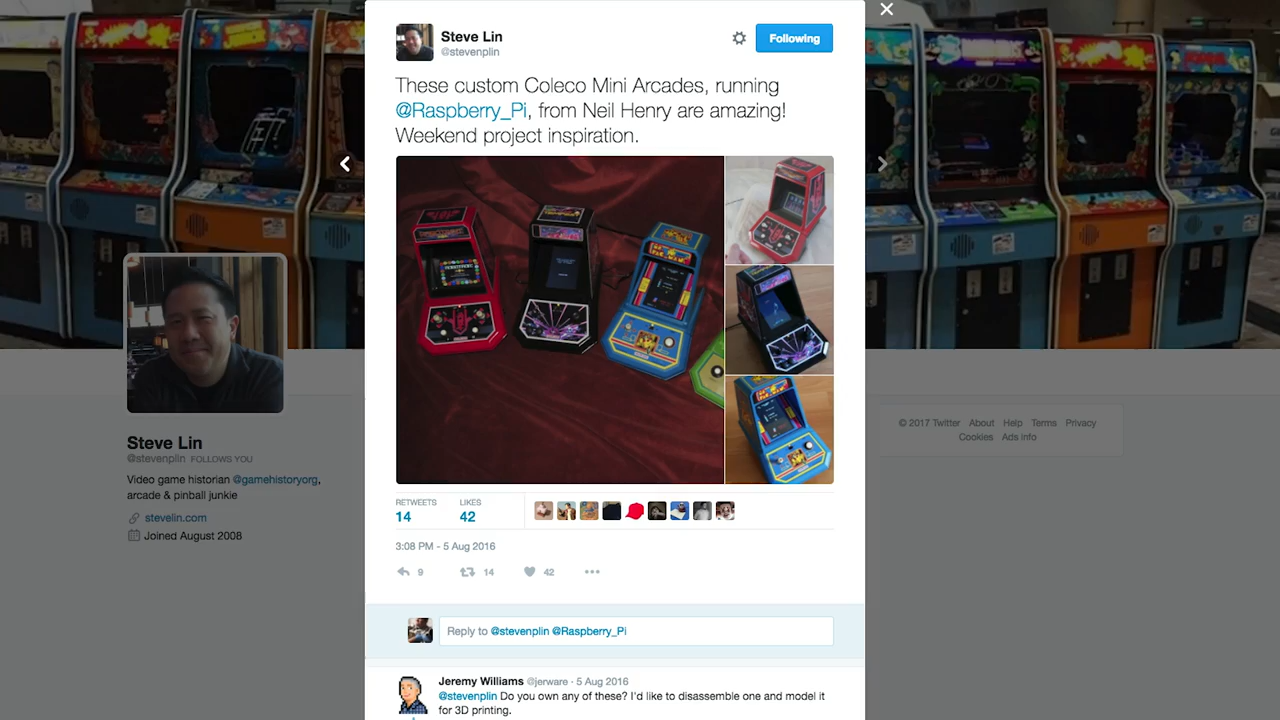 Steve Lin
@stevenplin
Following
These custom Coleco Mini Arcades, running
@Raspberry_Pi, from Neil Henry are amazing!
Weekend project inspiration.
RETWEETS
LIKES
14
42
3:08 PM - 5 Aug 2016
9
14
42
Reply to @stevenplin @Raspberry_Pi
Jeremy Williams @jerware · 5 Aug 2016
@stevenplin Do you own any of these? I'd like to disassemble one and model it
for 3D printing.
Steve Lin
@stevenplin FOLLOWS YOU
Video game historian @gamehistoryorg,
arcade & pinball junkie
stevelin.com
Joined August 2008
© 2017 Twitter About Help Terms Privacy
Cookies Ads info